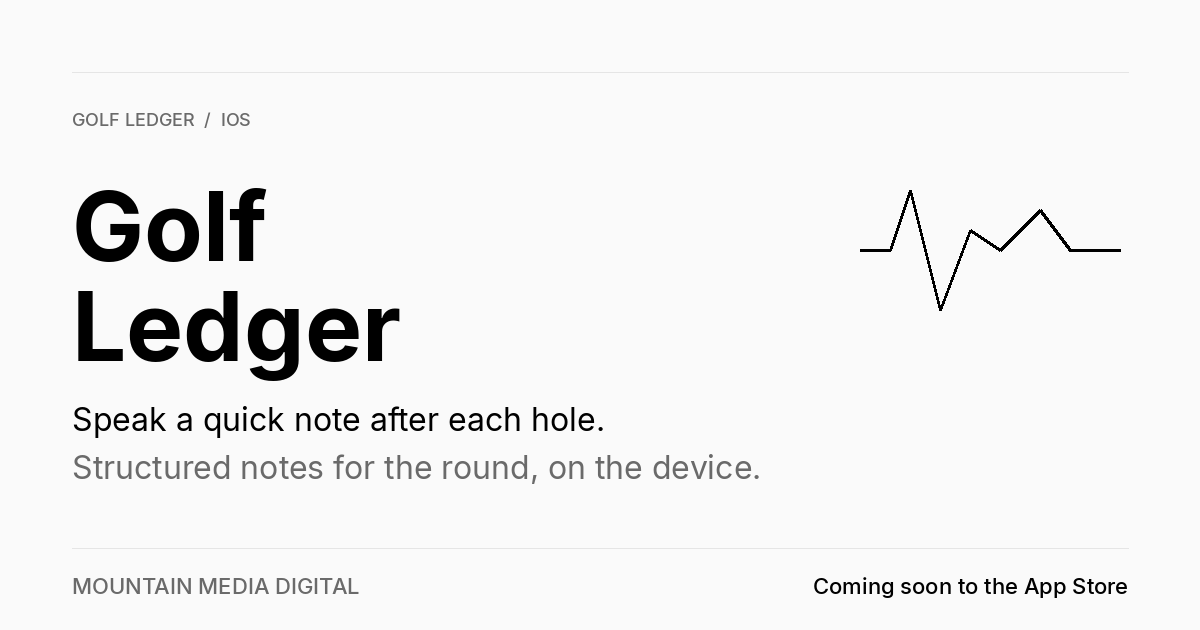 GOLF LEDGER / IOS
Golf
Ledger
Speak a quick note after each hole.
Structured notes for the round, on the device.
MOUNTAIN MEDIA DIGITAL
Coming soon to the App Store